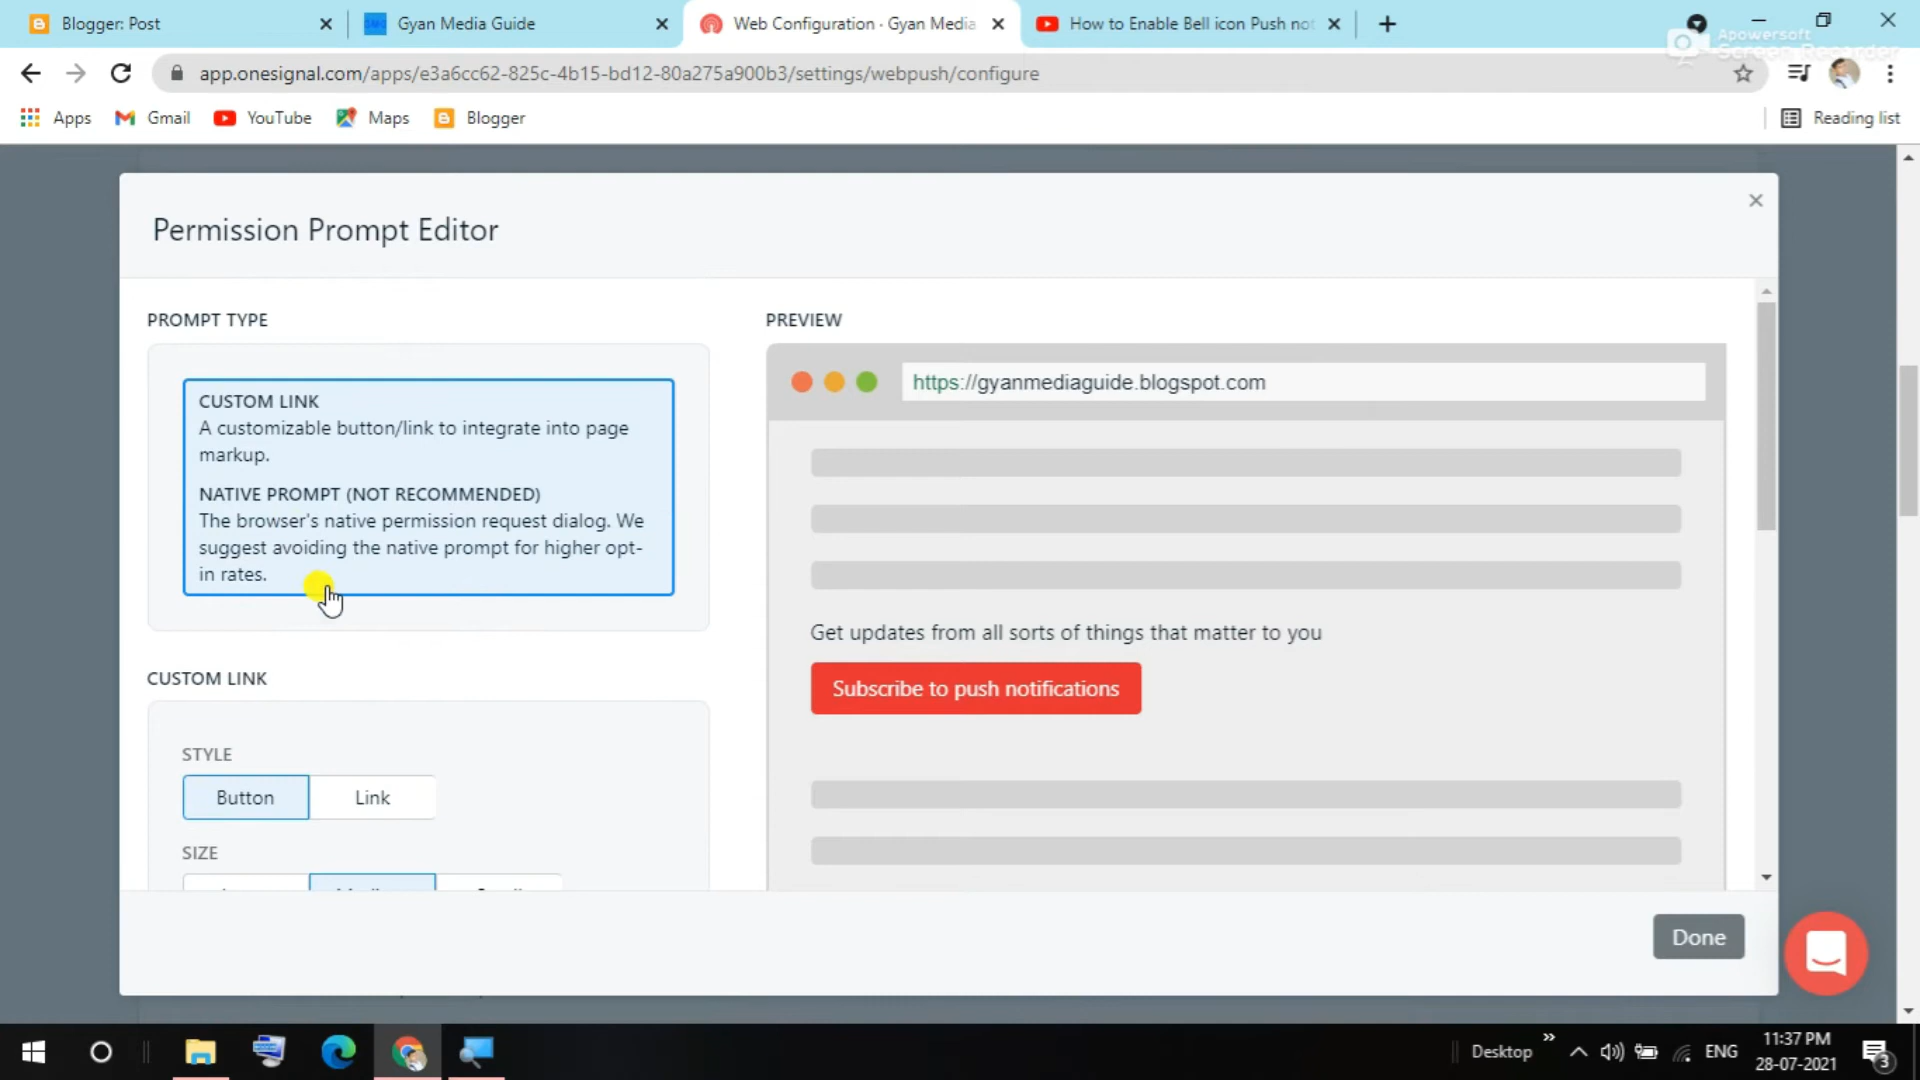 Blogger: Post
Gyan Media Guide
Web Configuration · Gyan Media
How to Enable Bell icon Push not
Apowersoft
Screen Recorder
app.onesignal.com/apps/e3a6cc62-825c-4b15-bd12-80a275a900b3/settings/webpush/configure
Apps
Gmail
YouTube
Maps
Blogger
Reading list
Permission Prompt Editor
PROMPT TYPE
CUSTOM LINK
A customizable button/link to integrate into page
markup.
NATIVE PROMPT (NOT RECOMMENDED)
The browser's native permission request dialog. We
suggest avoiding the native prompt for higher opt-
in rates.
CUSTOM LINK
STYLE
Button
Link
SIZE
PREVIEW
https://gyanmediaguide.blogspot.com
Get updates from all sorts of things that matter to you
Subscribe to push notifications
Done
Desktop
ENG
11:37 PM
28-07-2021
3